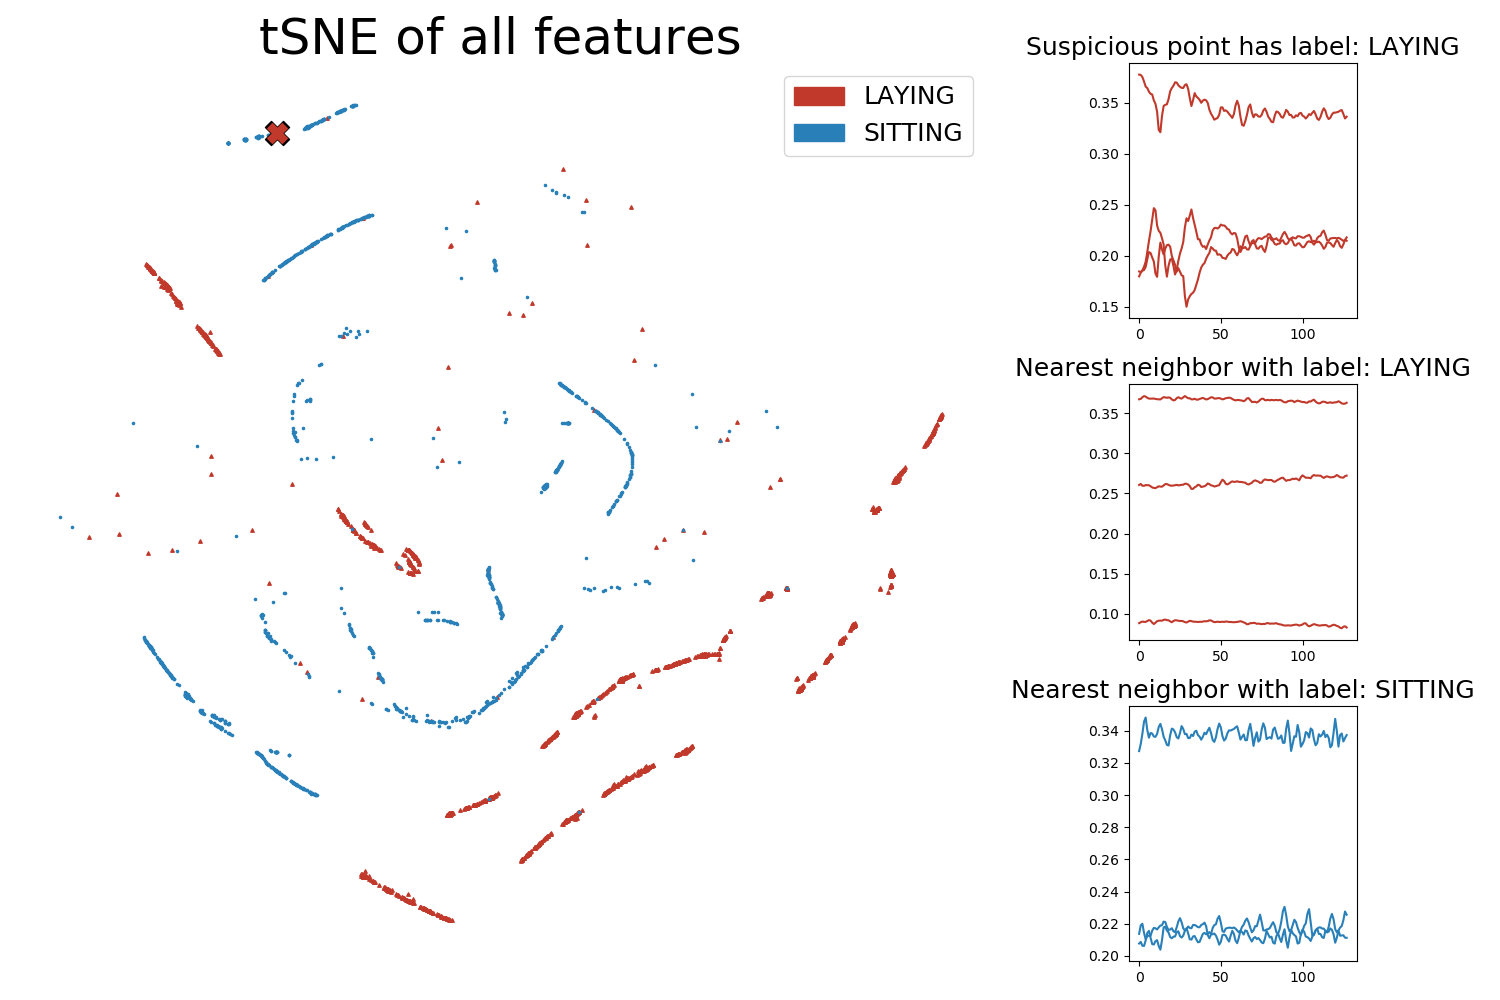 tSNE of all features
LAYING
SITTING
Suspicious point has label: LAYING
0.35
0.30
0.25
0.20
0.15
0 50 100
Nearest neighbor with label: LAYING
0.35
0.30
0.25
0.20
0.15
0.10
0 50 100
Nearest neighbor with label: SITTING
0.34
0.32
0.30
0.28
0.26
0.24
0.22
0.20
0 50 100